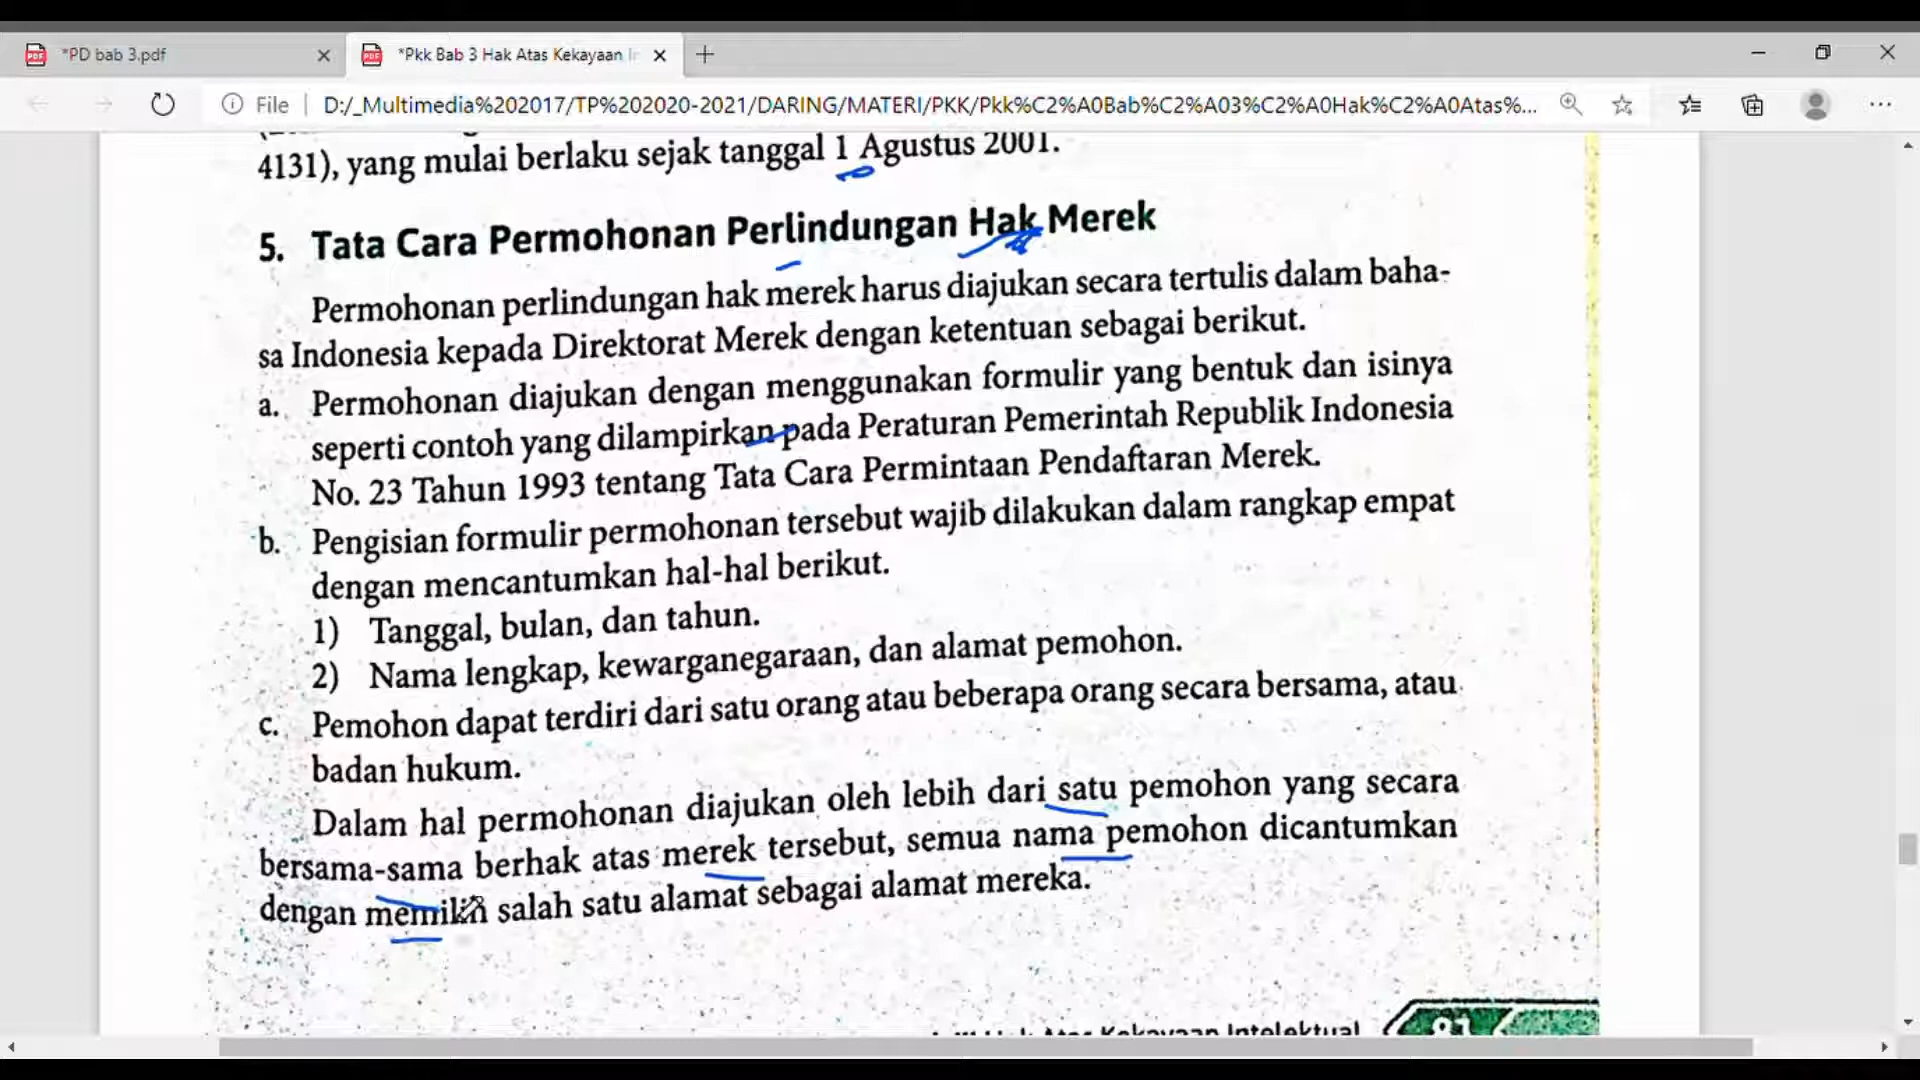 *PD bab 3.pdf
*Pkk Bab 3 Hak Atas Kekayaan In
File
D:/_Multimedia%202017/TP%202020-2021/DARING/MATERI/PKK/Pkk%C2%A0Bab%C2%A03%C2%A0Hak%C2%A0Atas%...
4131), yang mulai berlaku sejak tanggal 1 Agustus 2001.
5. Tata Cara Permohonan Perlindungan Hak Merek
Permohonan perlindungan hak merek harus diajukan secara tertulis dalam baha-
sa Indonesia kepada Direktorat Merek dengan ketentuan sebagai berikut.
a. Permohonan diajukan dengan menggunakan formulir yang bentuk dan isinya
seperti contoh yang dilampirkan pada Peraturan Pemerintah Republik Indonesia
No. 23 Tahun 1993 tentang Tata Cara Permintaan Pendaftaran Merek.
b. Pengisian formulir permohonan tersebut wajib dilakukan dalam rangkap empat
dengan mencantumkan hal-hal berikut.
1) Tanggal, bulan, dan tahun.
2) Nama lengkap, kewarganegaraan, dan alamat pemohon.
c. Pemohon dapat terdiri dari satu orang atau beberapa orang secara bersama, atau
badan hukum.
Dalam hal permohonan diajukan oleh lebih dari satu pemohon yang secara
bersama-sama berhak atas merek tersebut, semua nama pemohon dicantumkan
dengan memilih salah satu alamat sebagai alamat mereka.
Kekayaan Intelektual